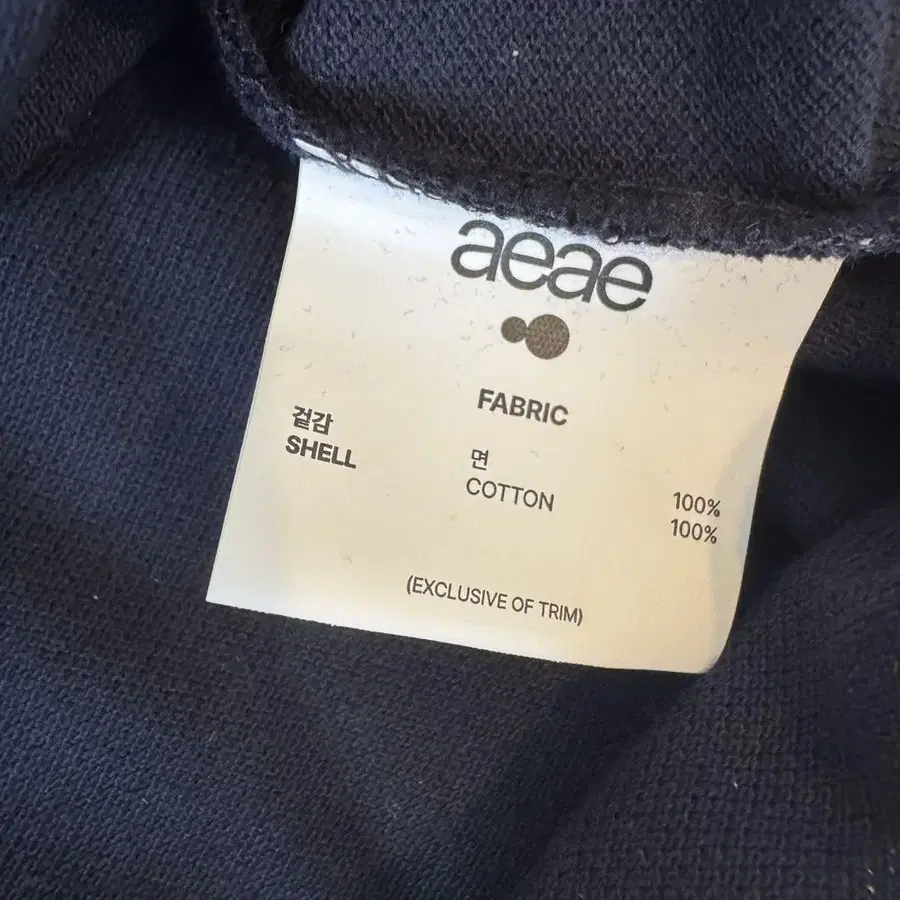 aeae
FABRIC
겉감
SHELL
면 100%
COTTON 100%
(EXCLUSIVE OF TRIM)